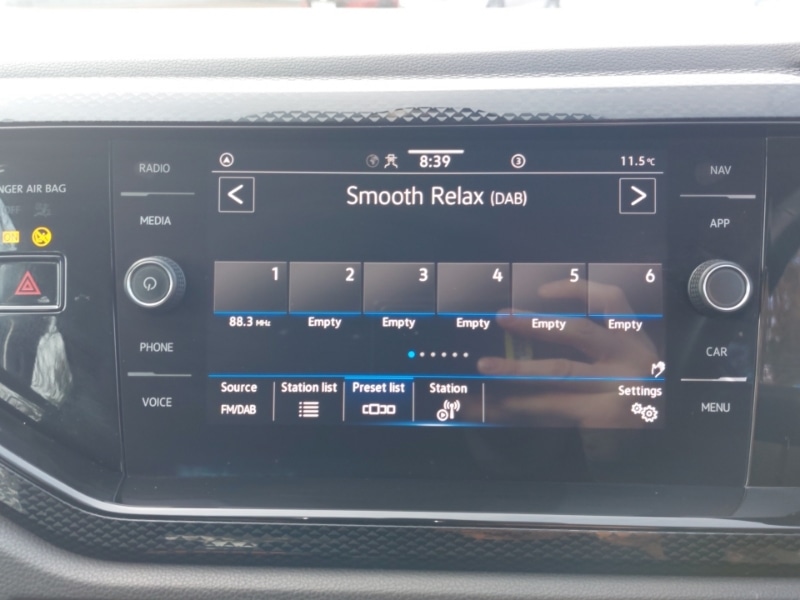 NGER AIR BAG
ON
RADIO
MEDIA
PHONE
VOICE
8:39
3
11.5°C
<
Smooth Relax (DAB)
>
1 2 3 4 5 6
88.3 MHz Empty Empty Empty Empty Empty
Source Station list Preset list Station Settings
FM/DAB
NAV
APP
CAR
MENU